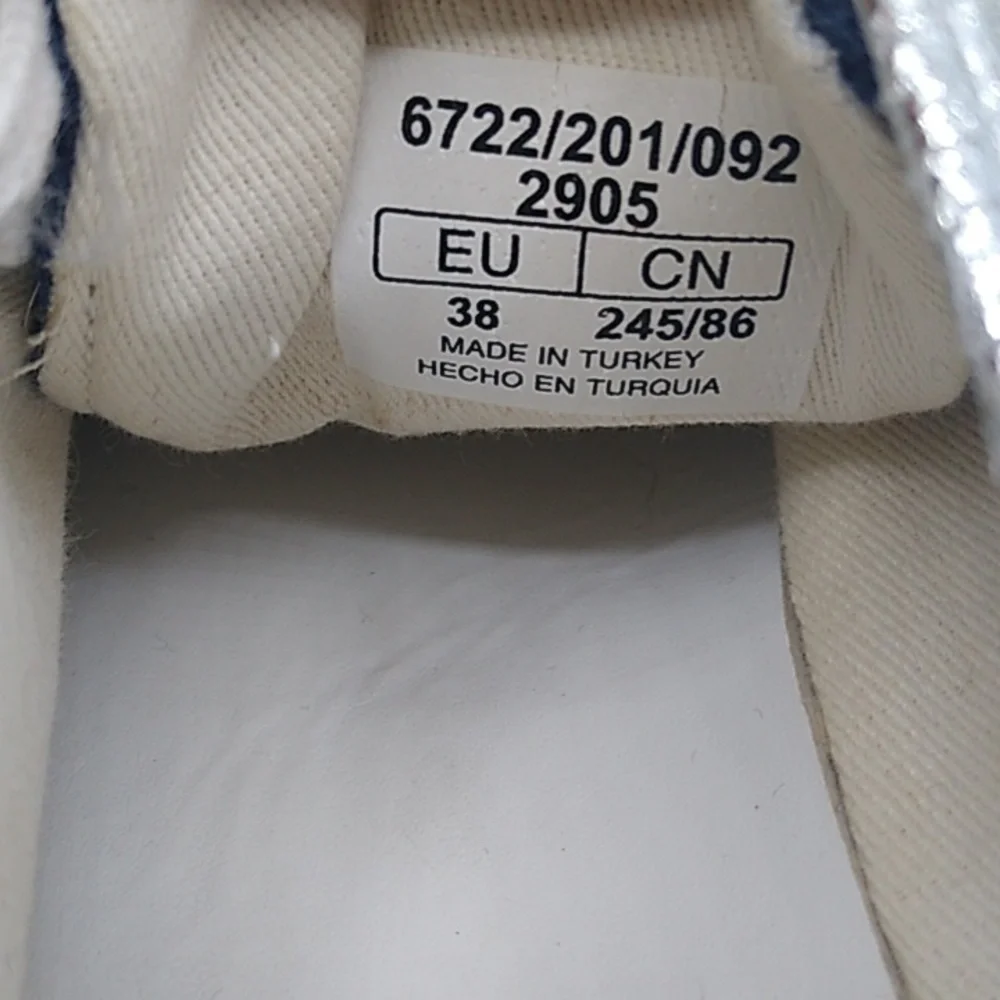 6722/201/092
2905
EU CN
38 245/86
MADE IN TURKEY
HECHO EN TURQUIA